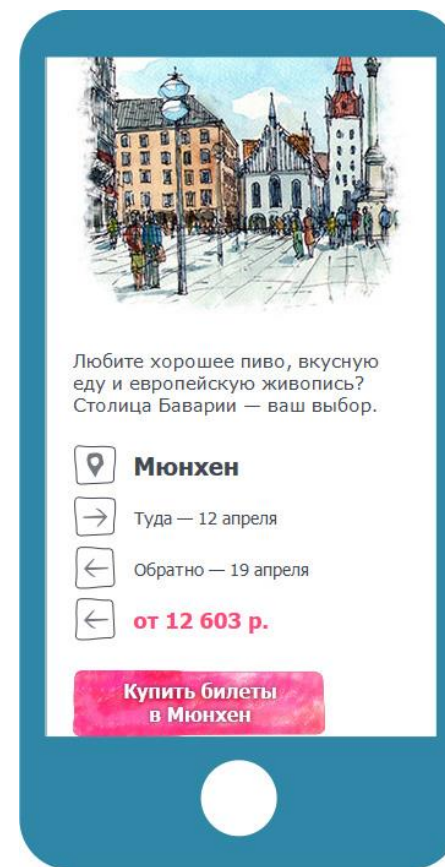 Любите хорошее пиво, вкусную
еду и европейскую живопись?
Столица Баварии — ваш выбор.
Мюнхен
Туда — 12 апреля
Обратно — 19 апреля
от 12 603 р.
Купить билеты
в Мюнхен